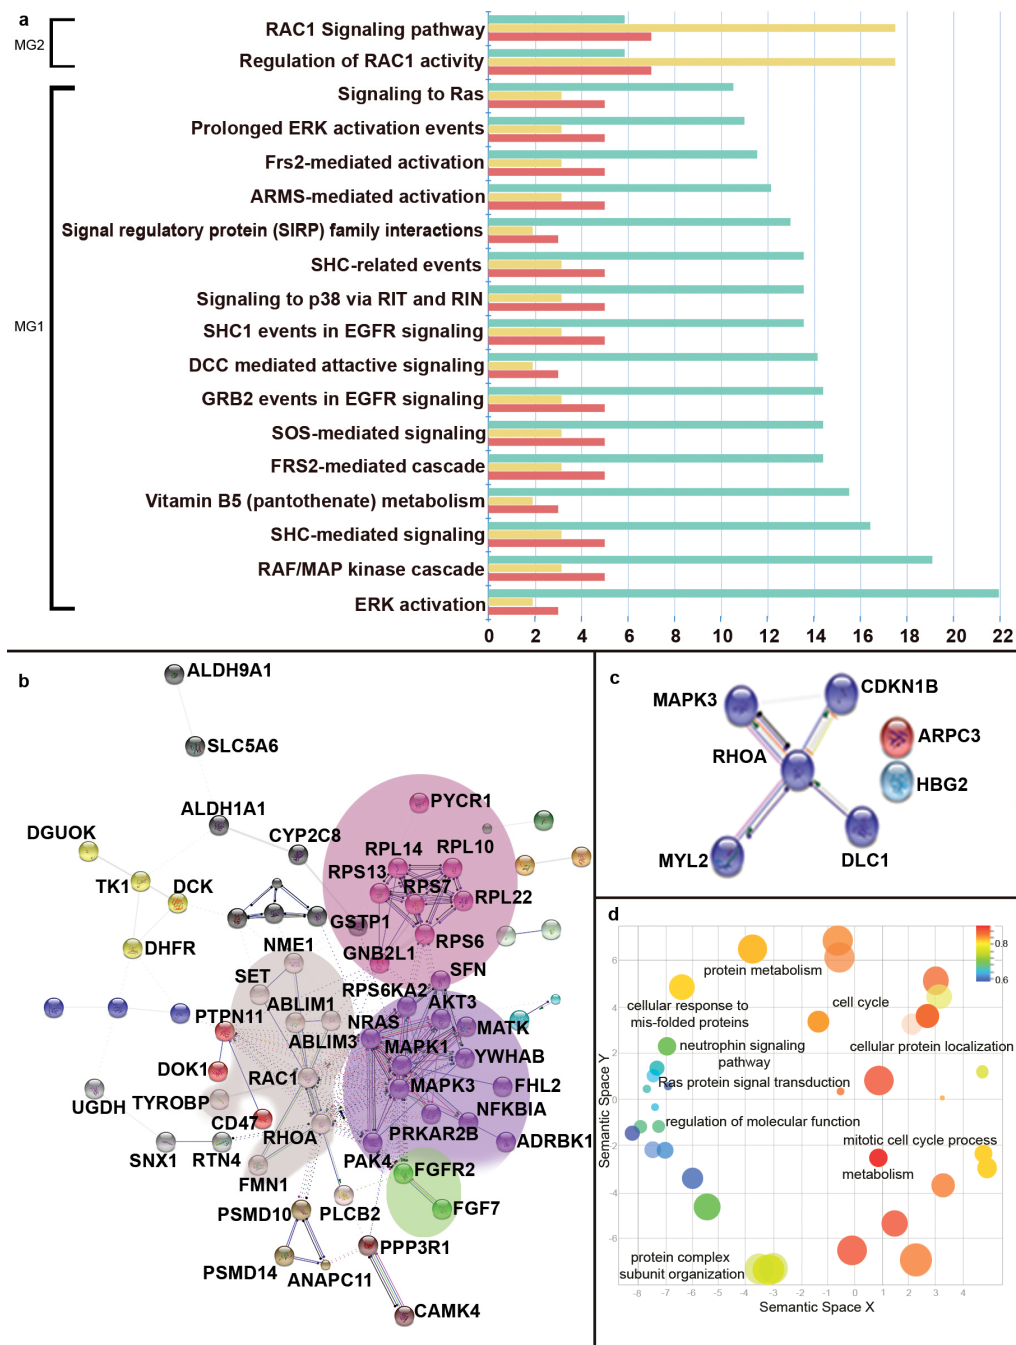 a
MG2
RAC1 Signaling pathway
Regulation of RAC1 activity
MG1
Signaling to Ras
Prolonged ERK activation events
Frs2-mediated activation
ARMS-mediated activation
Signal regulatory protein (SIRP) family interactions
SHC-related events
Signaling to p38 via RIT and RIN
SHC1 events in EGFR signaling
DCC mediated attactive signaling
GRB2 events in EGFR signaling
SOS-mediated signaling
FRS2-mediated cascade
Vitamin B5 (pantothenate) metabolism
SHC-mediated signaling
RAF/MAP kinase cascade
ERK activation
0 2 4 6 8 10 12 14 16 18 20 22
b
ALDH9A1
SLC5A6
ALDH1A1
DGUOK
CYP2C8
TK1
DCK
DHFR
GSTP1
PYCR1
RPL14
RPL10
RPS13
RPS7
RPL22
RPS6
GNB2L1
NME1
SET
SFN
RPS6KA2
ABLIM1
AKT3
PTPN11
NRAS
MATK
ABLIM3
MAPK1
YWHAB
DOK1
RAC1
MAPK3
FHL2
UGDH
TYROBP
NFKBIA
CD47
PRKAR2B
RHOA
ADRBK1
SNX1
RTN4
PAK4
FMN1
FGFR2
PSMD10
PLCB2
FGF7
PPP3R1
PSMD14
ANAPC11
CAMK4
c
MAPK3
CDKN1B
RHOA
ARPC3
HBG2
MYL2
DLC1
d
0.8
0.6
protein metabolism
cellular response to
mis-folded proteins
cell cycle
neutrophin signaling
pathway
cellular protein localization
Ras protein signal transduction
regulation of molecular function
mitotic cell cycle process
metabolism
protein complex
subunit organization
Semantic Space Y
6
4
2
0
-2
-4
-6
-8 -7 -6 -5 -4 -3 -2 -1 0 1 2 3 4
Semantic Space X